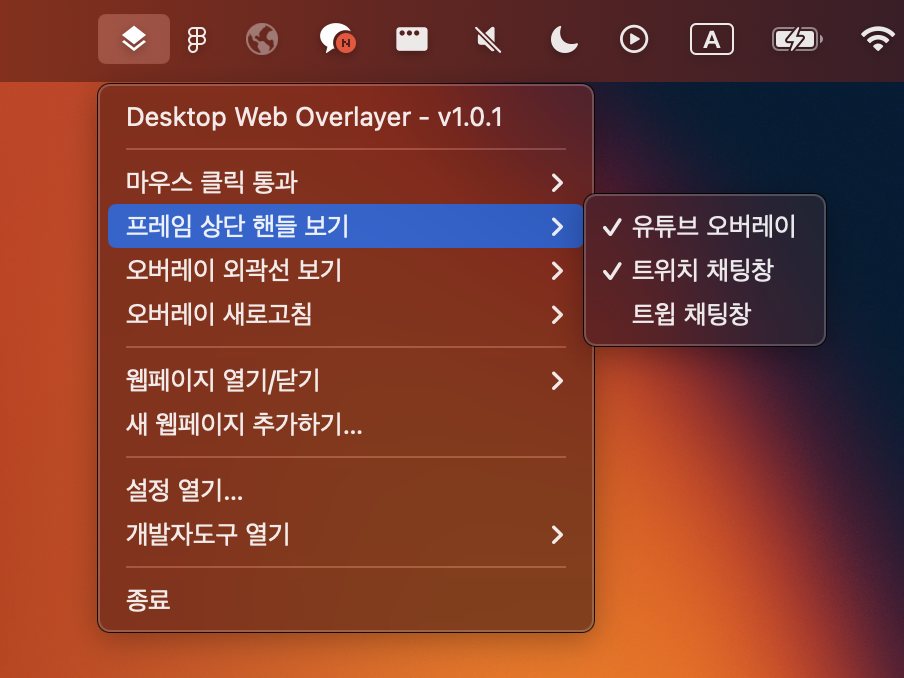 N
A
Desktop Web Overlayer - v1.0.1
마우스 클릭 통과
프레임 상단 핸들 보기
오버레이 외곽선 보기
오버레이 새로고침
웹페이지 열기/닫기
새 웹페이지 추가하기...
설정 열기...
개발자도구 열기
종료
✓ 유튜브 오버레이
✓ 트위치 채팅창
트윕 채팅창